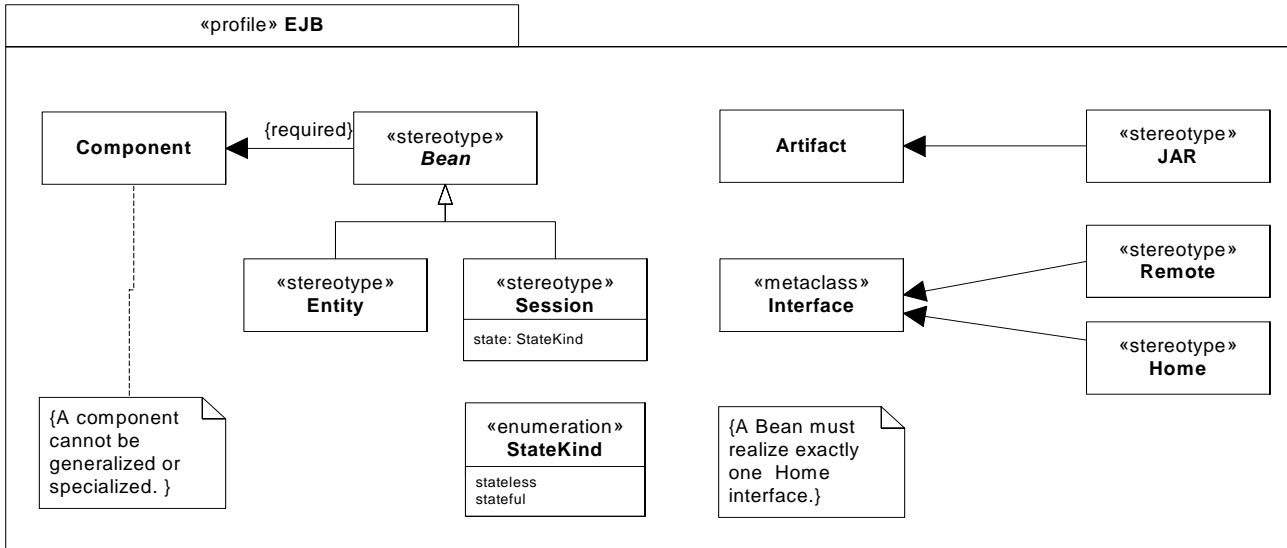 «profile» EJB
Component
{required}
«stereotype»
Bean
Artifact
«stereotype»
JAR
«stereotype»
Entity
«stereotype»
Session
state: StateKind
«metaclass»
Interface
«stereotype»
Remote
«stereotype»
Home
{A component
cannot be
generalized or
specialized. }
«enumeration»
StateKind
stateless
stateful
{A Bean must
realize exactly
one Home
interface.}